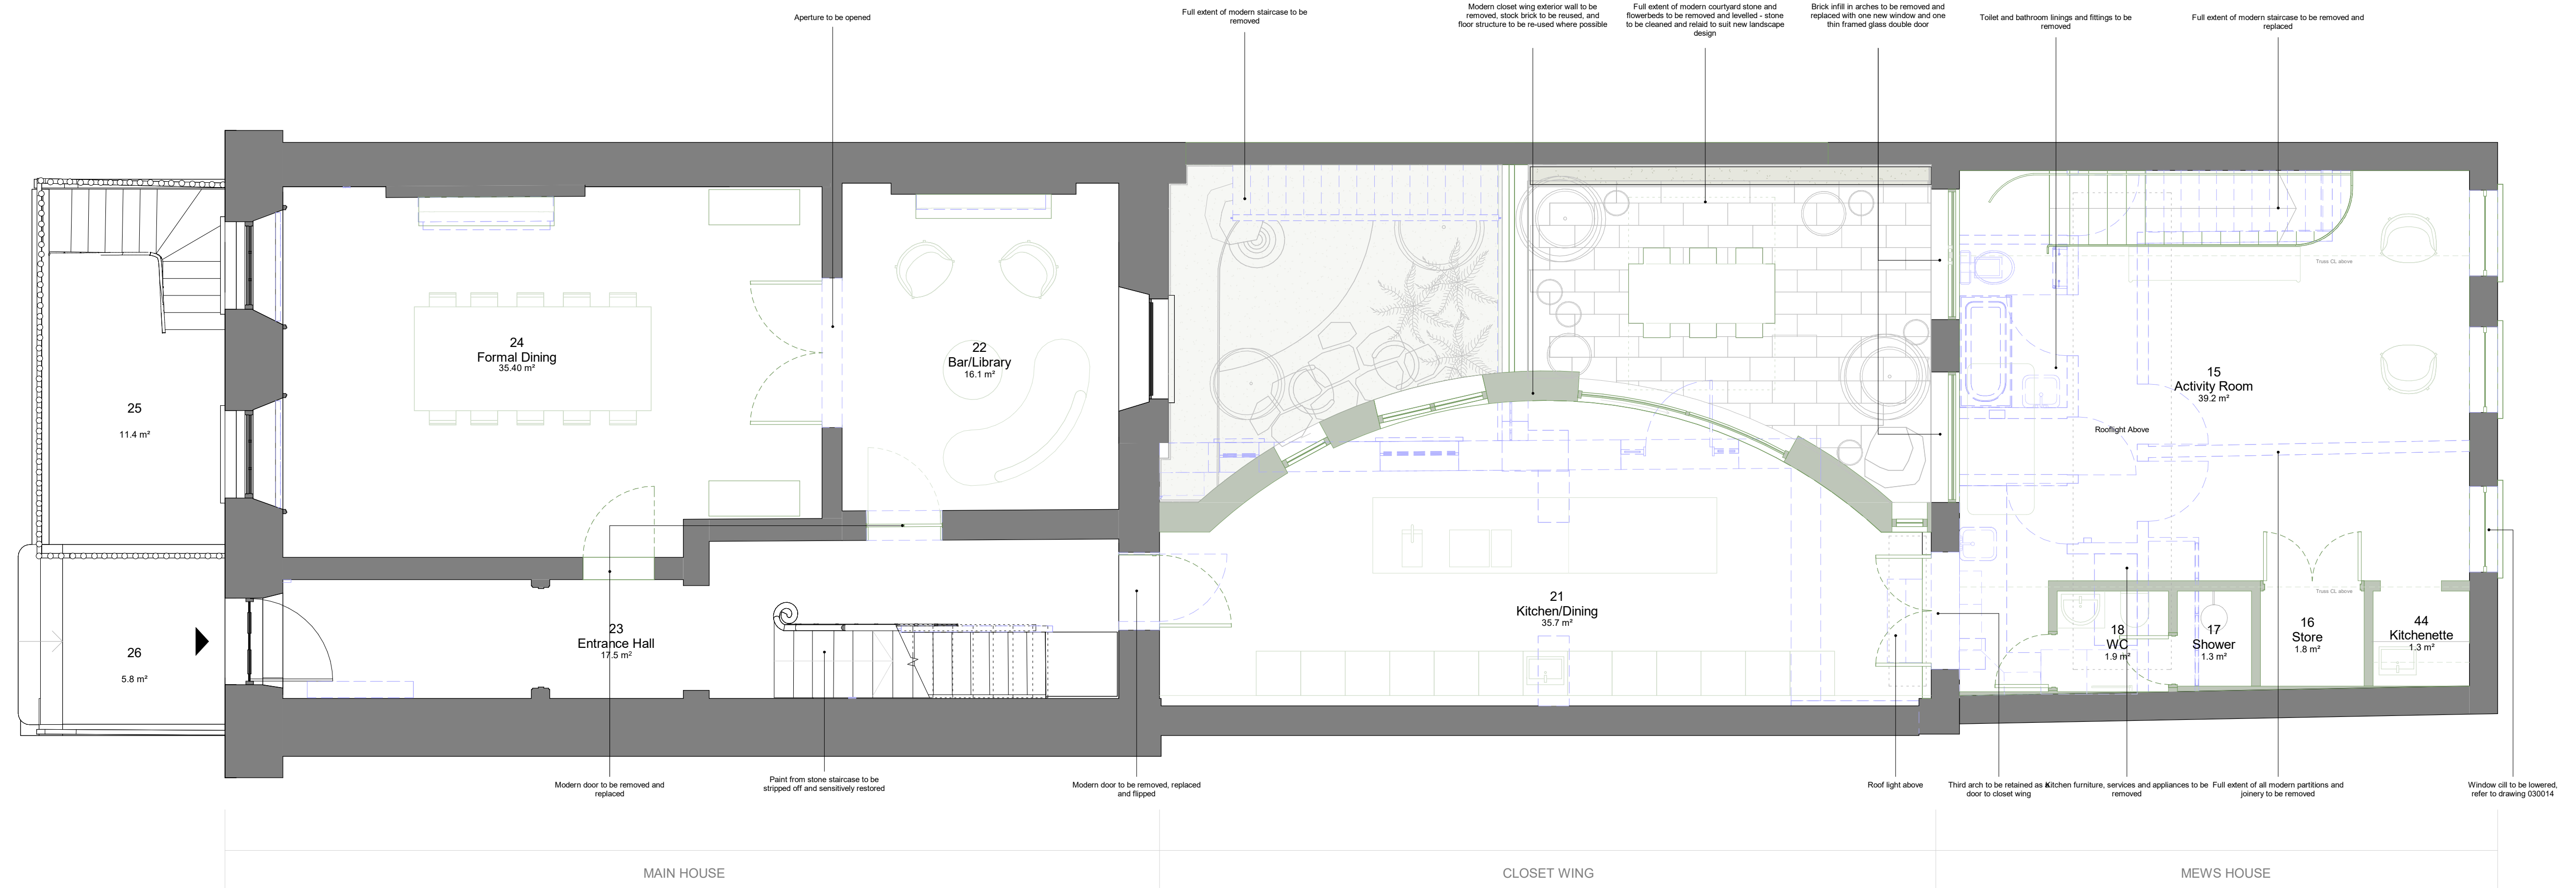 Aperture to be opened
Full extent of modern staircase to be
removed
Modern closet wing exterior wall to be
removed, stock brick to be reused, and
floor structure to be re-used where possible
Full extent of modern courtyard stone and
flowerbeds to be removed and levelled - stone
to be cleaned and relaid to suit new landscape
design
Brick infill in arches to be removed and
replaced with one new window and one
thin framed glass double door
Toilet and bathroom linings and fittings to be
removed
Full extent of modern staircase to be removed and
replaced
Truss CL above
24
Formal Dining
35.40 m²
22
Bar/Library
16.1 m²
15
Activity Room
39.2 m²
25
11.4 m²
Rooflight Above
Truss CL above
21
Kitchen/Dining
35.7 m²
23
Entrance Hall
17.5 m²
26
5.8 m²
18
WC
1.9 m²
17
Shower
1.3 m²
16
Store
1.8 m²
44
Kitchenette
1.3 m²
Modern door to be removed and
replaced
Paint from stone staircase to be
stripped off and sensitively restored
Modern door to be removed, replaced
and flipped
Roof light above
Third arch to be retained as a
door to closet wing
Kitchen furniture, services and appliances to be
removed
Full extent of all modern partitions and
joinery to be removed
Window cill to be lowered,
refer to drawing 030014
MAIN HOUSE
CLOSET WING
MEWS HOUSE